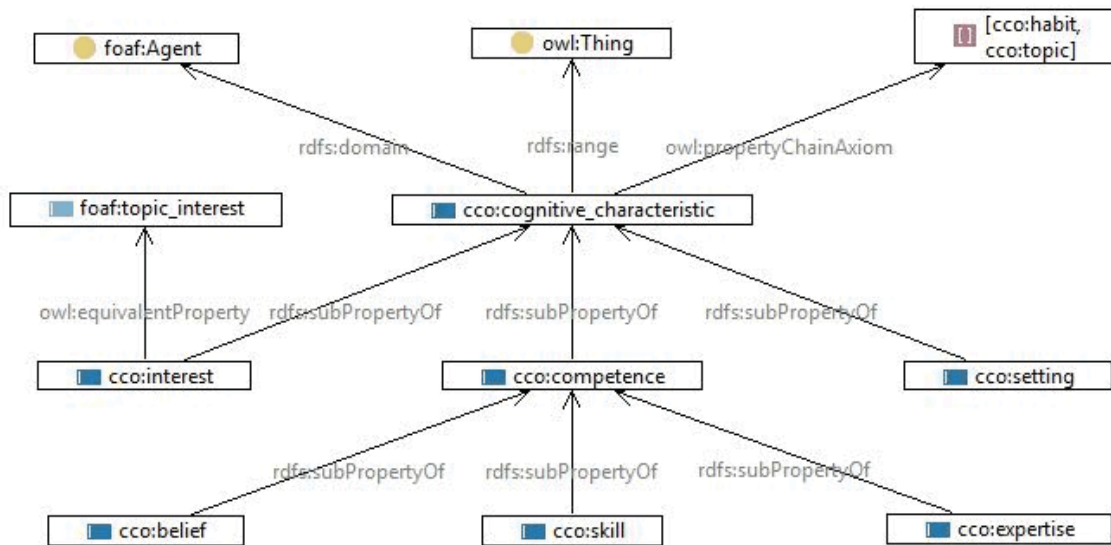 foaf:Agent
owl:Thing
[cco:habit,
cco:topic]
rdfs:domain
rdfs:range
owl:propertyChainAxiom
foaf:topic_interest
cco:cognitive_characteristic
owl:equivalentProperty
rdfs:subPropertyOf
rdfs:subPropertyOf
rdfs:subPropertyOf
cco:interest
cco:competence
cco:setting
rdfs:subPropertyOf
rdfs:subPropertyOf
rdfs:subPropertyOf
cco:belief
cco:skill
cco:expertise